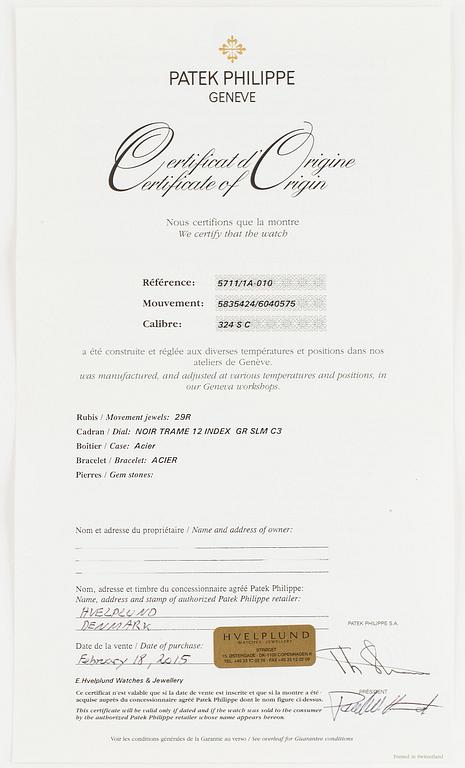 PATEK PHILIPPE
GENEVE
Certificat d'Origine
Certificate of Origin
Nous certifions que la montre
We certify that the watch
Référence: 5711/1A-010
Mouvement: 5835424/6040575
Calibre: 324 S C
a été construite et réglée aux diverses températures et positions dans nos
ateliers de Genève.
was manufactured, and adjusted at various temperatures and positions, in
our Geneva workshops.
Rubis / Movement jewels: 29R
Cadran / Dial: NOIR TRAME 12 INDEX GR SLM C3
Boîtier / Case: Acier
Bracelet / Bracelet: ACIER
Pierres / Gem stones:
Nom et adresse du propriétaire / Name and address of owner:
Nom, adresse et timbre du concessionnaire agréé Patek Philippe:
Name, address and stamp of authorized Patek Philippe retailer:
HVELPLUND
DENMARK
PATEK PHILIPPE S.A.
Date de la vente / Date of purchase:
February 18, 2015
HVELPLUND
WATCHES JEWELLERY
STRØGET
15, ØSTERGADE · DK-1100 COPENHAGEN K
E.Hvelplund Watches & Jewellery
PRÉSIDENT
Ce certificat n'est valable que si la date de vente est inscrite et que si la montre a été
acquise auprès du concessionnaire agréé Patek Philippe dont le nom figure ci-dessus.
This certificate will be valid only if dated and if the watch was sold to the consumer
by the authorized Patek Philippe retailer whose name appears hereon.
Voir les conditions générales de la Garantie au verso / See overleaf for Guarantee conditions
Printed in Switzerland